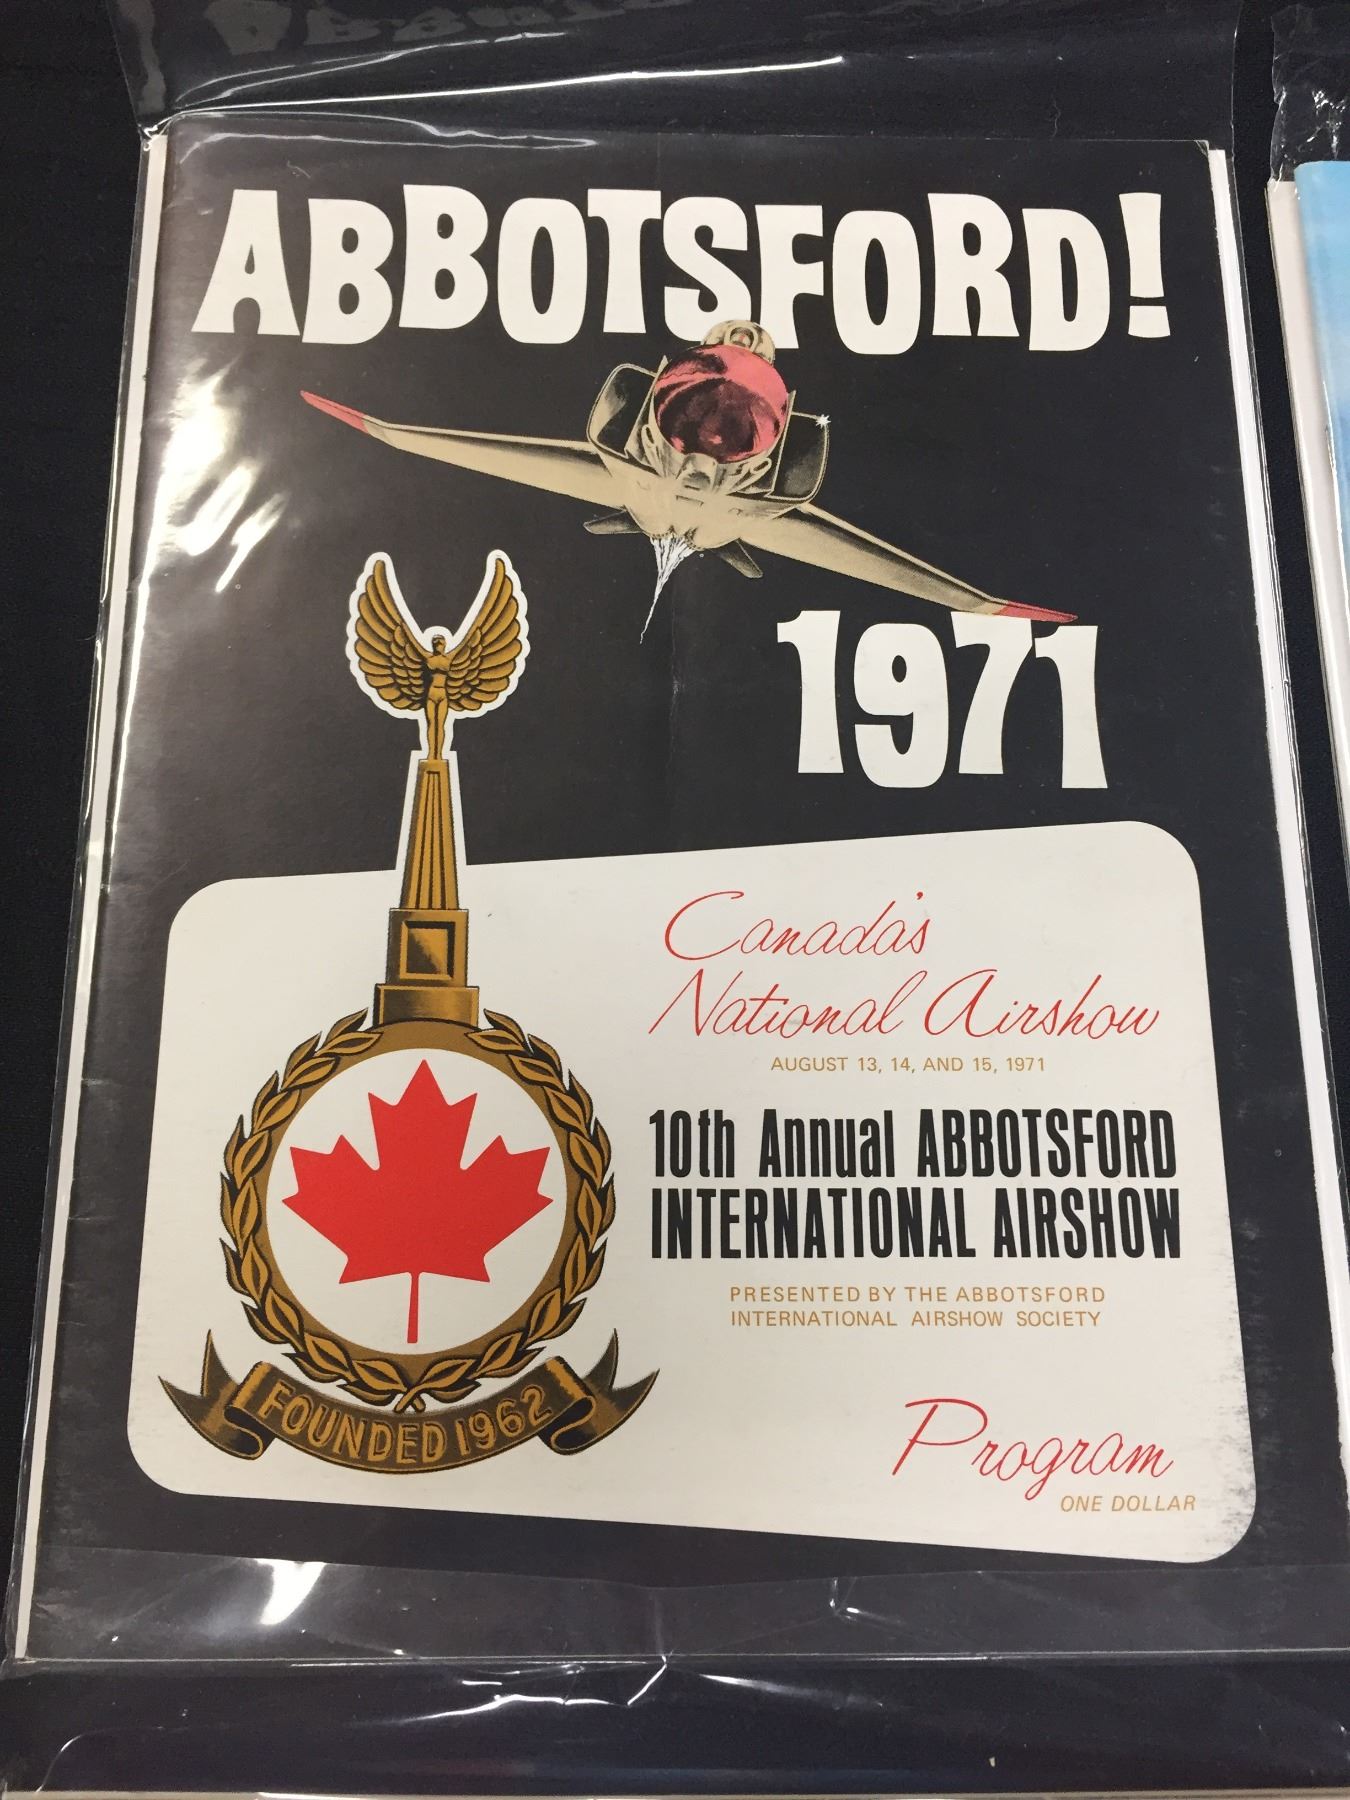 ABBOTSFORD!
1971
Canada's
National Airshow
AUGUST 13, 14, AND 15, 1971
10th Annual ABBOTSFORD
INTERNATIONAL AIRSHOW
PRESENTED BY THE ABBOTSFORD
INTERNATIONAL AIRSHOW SOCIETY
FOUNDED 1962
Program
ONE DOLLAR